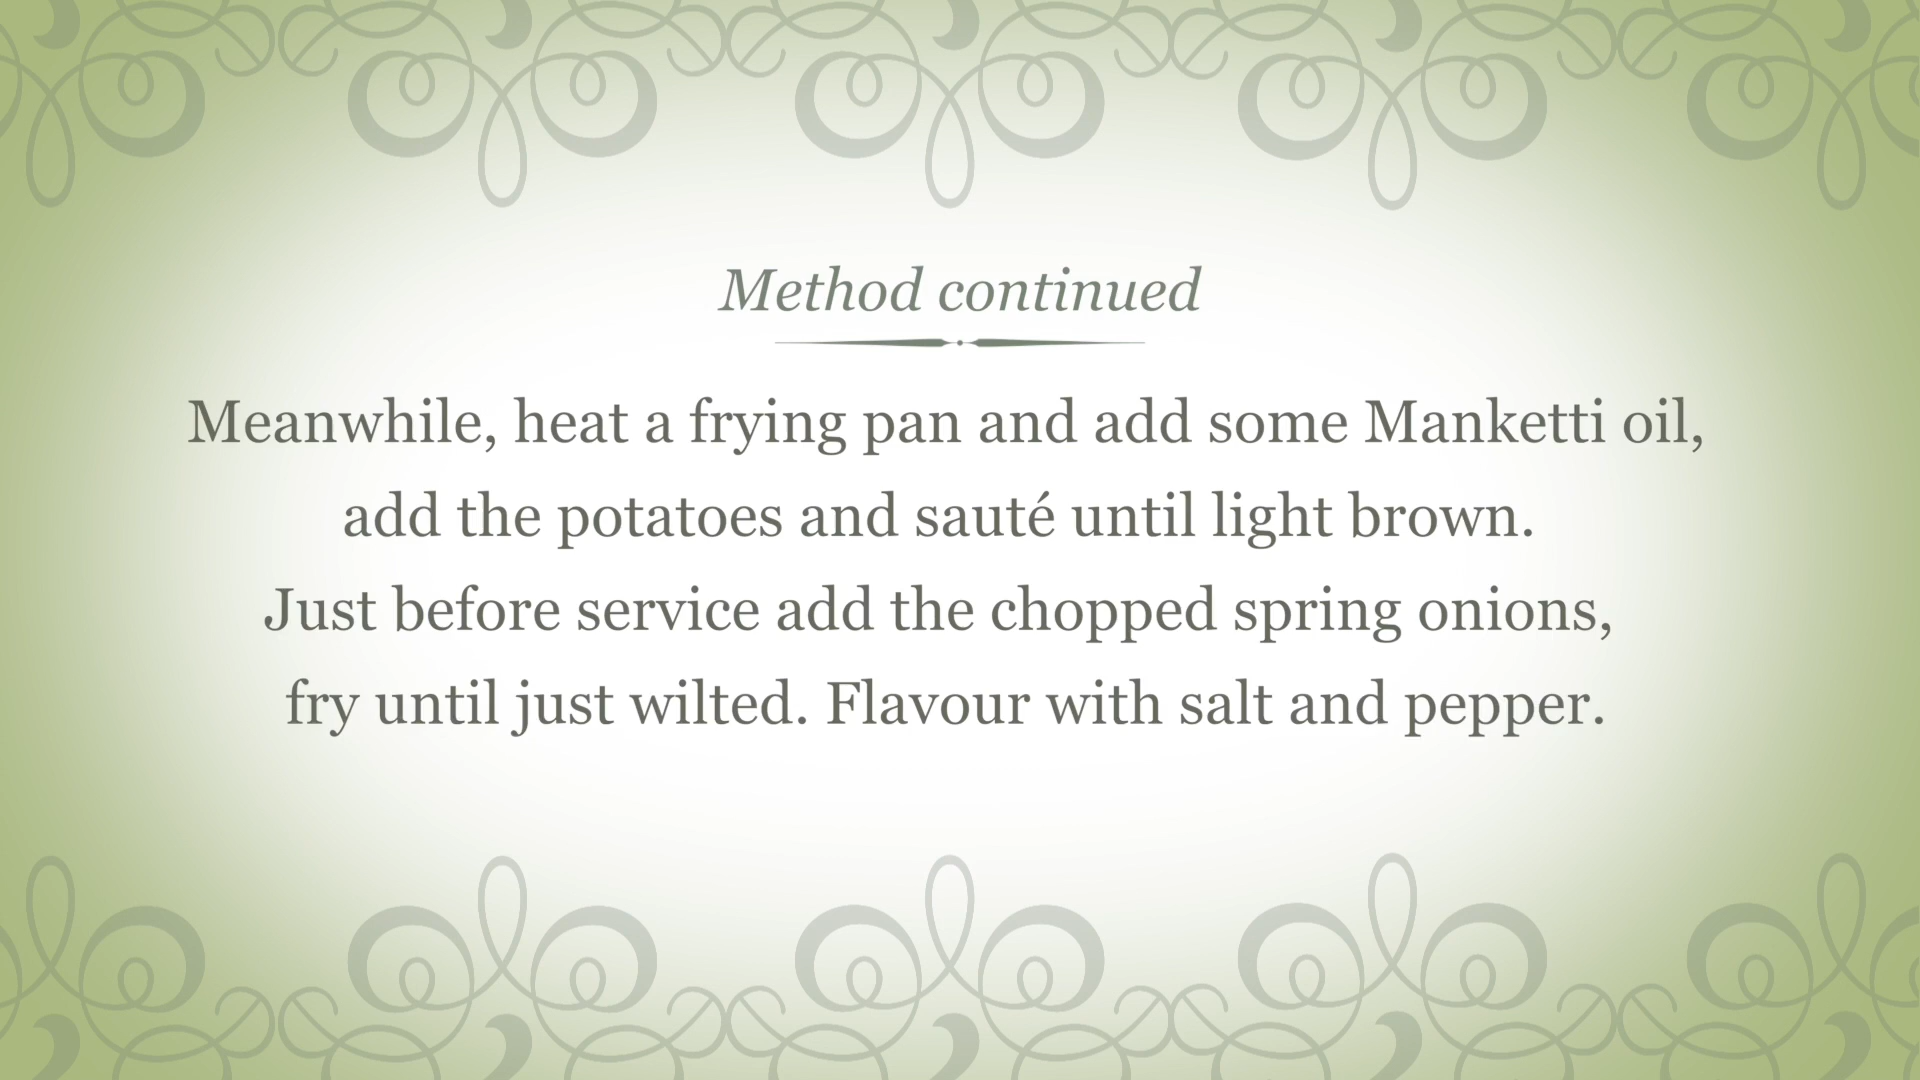 Method continued
Meanwhile, heat a frying pan and add some Manketti oil,
add the potatoes and sauté until light brown.
Just before service add the chopped spring onions,
fry until just wilted. Flavour with salt and pepper.